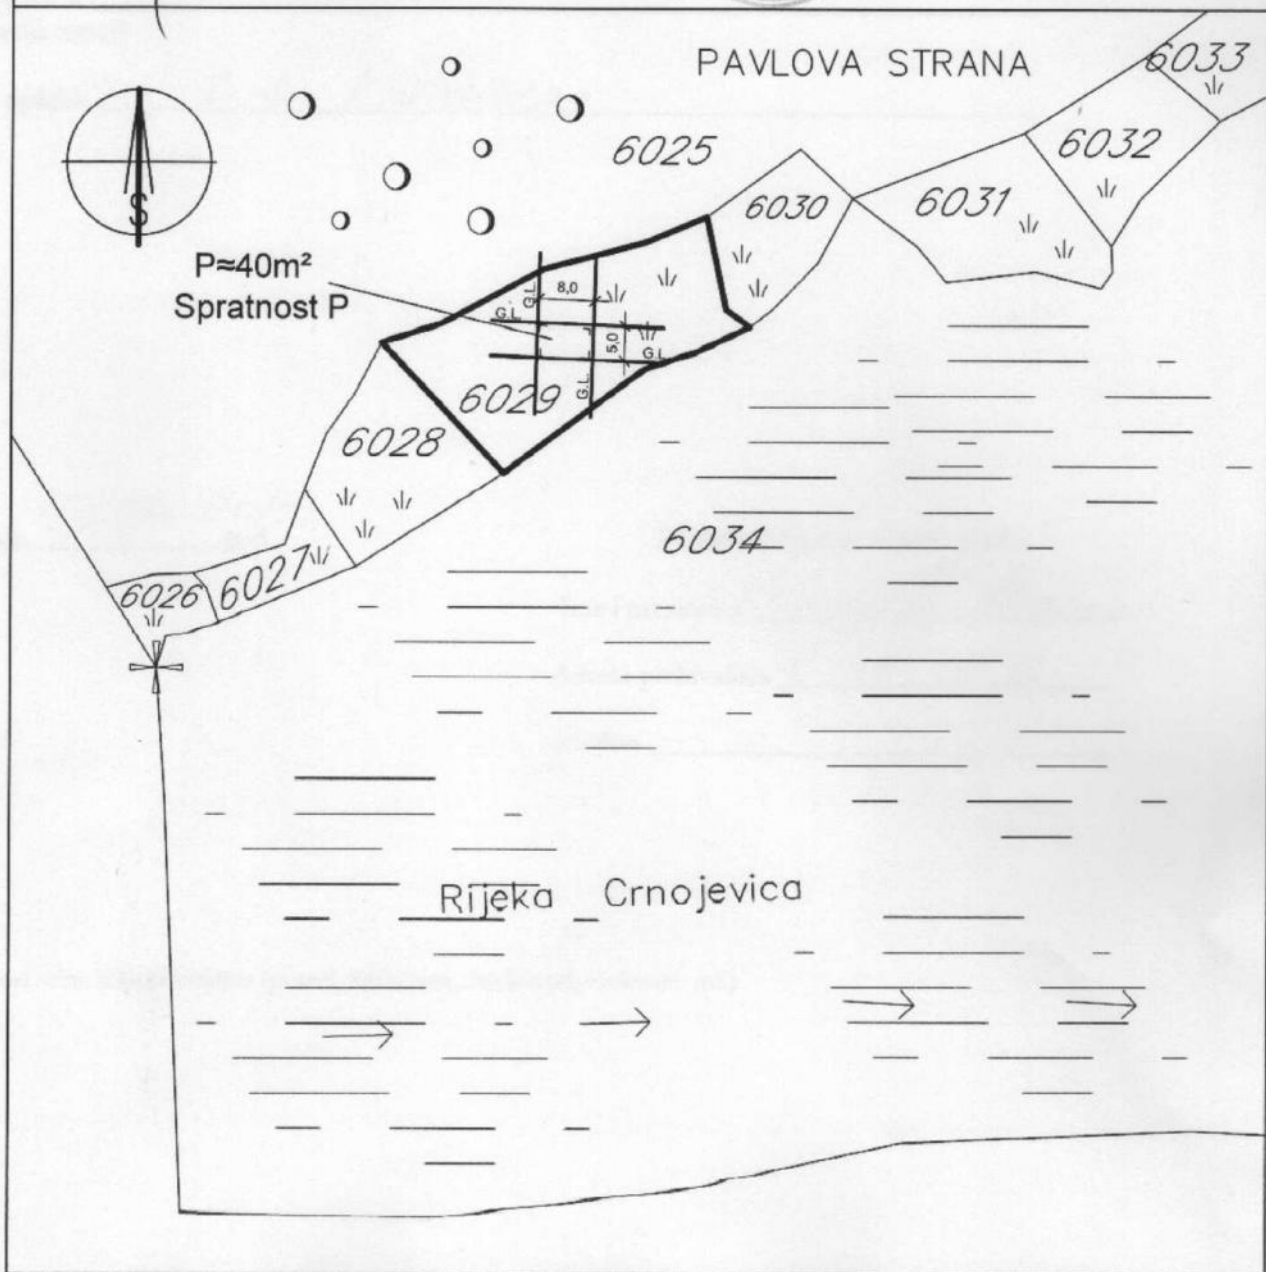 PAVLOVA STRANA
6033
6032
6025
6031
6030
S
P≈40m²
Spratnost P
8,0
G.L.
G.L.
5,0
G.L.
G.L.
6029
6028
6034
6027
6026
Rijeka Crnojevica